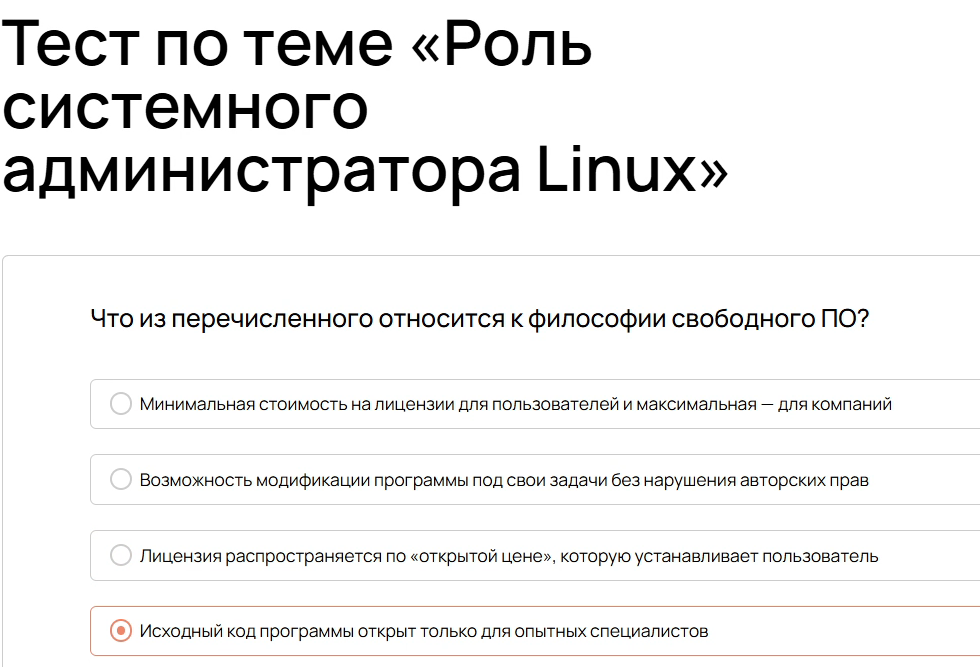 Тест по теме «Роль
системного
администратора Linux»
Что из перечисленного относится к философии свободного ПО?
Минимальная стоимость на лицензии для пользователей и максимальная — для компаний
Возможность модификации программы под свои задачи без нарушения авторских прав
Лицензия распространяется по «открытой цене», которую устанавливает пользователь
Исходный код программы открыт только для опытных специалистов